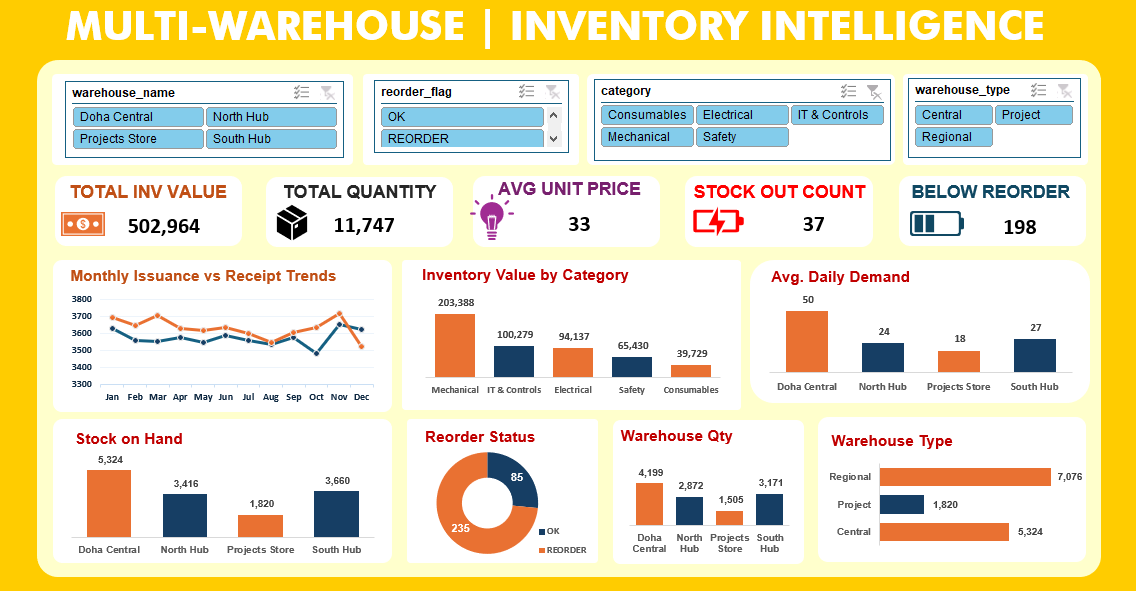 MULTI-WAREHOUSE | INVENTORY INTELLIGENCE
warehouse_name
Doha Central North Hub
Projects Store South Hub
reorder_flag
OK
REORDER
category
Consumables Electrical IT & Controls
Mechanical Safety
warehouse_type
Central Project
Regional
TOTAL INV VALUE
$
502,964
TOTAL QUANTITY
11,747
AVG UNIT PRICE
33
STOCK OUT COUNT
37
BELOW REORDER
198
Monthly Issuance vs Receipt Trends
3800
3700
3600
3500
3400
3300
Jan Feb Mar Apr May Jun Jul Aug Sep Oct Nov Dec
Inventory Value by Category
203,388
100,279
94,137
65,430
39,729
Mechanical IT & Controls Electrical Safety Consumables
Avg. Daily Demand
50
24
18
27
Doha Central North Hub Projects Store South Hub
Stock on Hand
5,324
3,416
1,820
3,660
Doha Central North Hub Projects Store South Hub
Reorder Status
85
235
OK
REORDER
Warehouse Qty
4,199
2,872
1,505
3,171
Doha Central
North Hub
Projects Store
South Hub
Warehouse Type
Regional 7,076
Project 1,820
Central 5,324